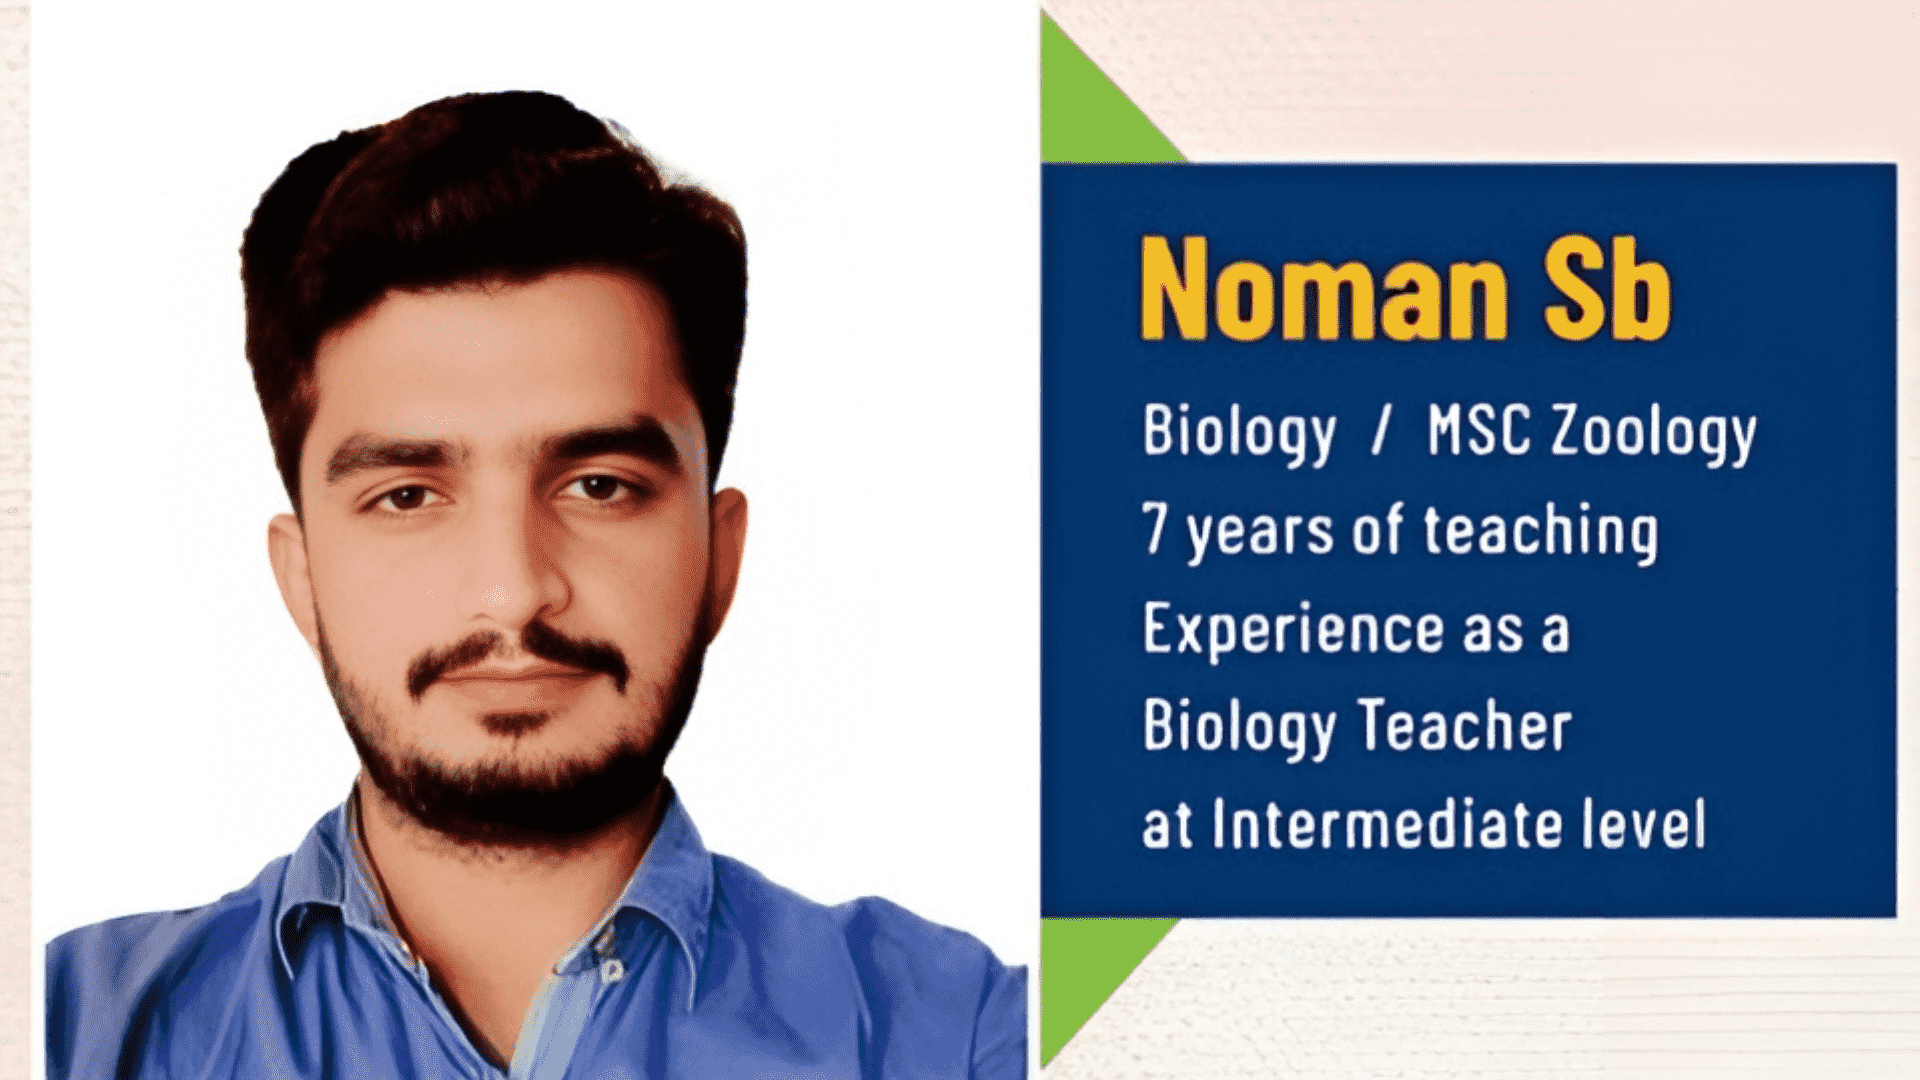 Noman Sb
Biology / MSC Zoology
7 years of teaching
Experience as a
Biology Teacher
at Intermediate level